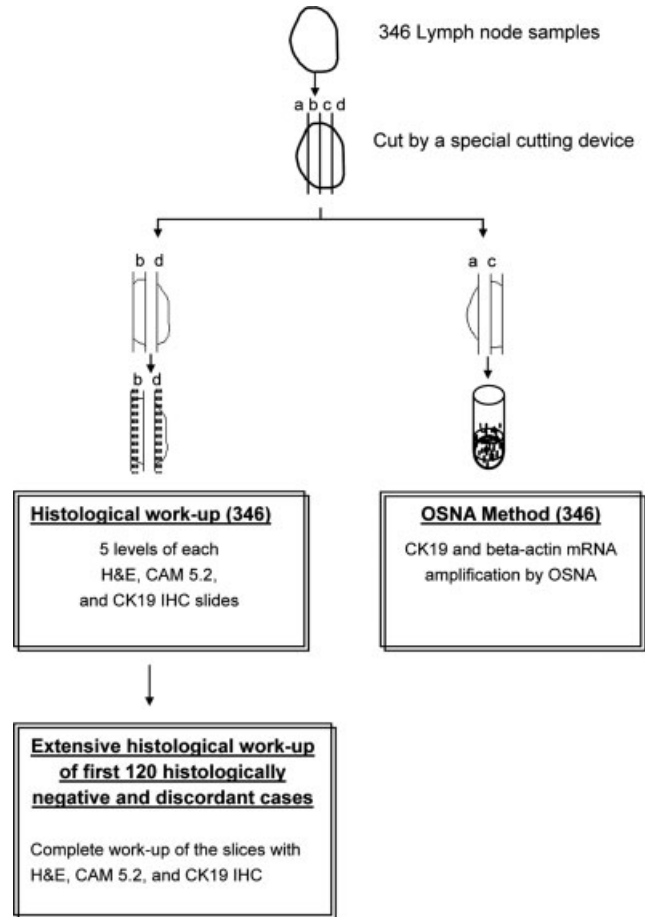 346 Lymph node samples
a b c d
Cut by a special cutting device
b d
a c
b d
Histological work-up (346)
5 levels of each
H&E, CAM 5.2,
and CK19 IHC slides
OSNA Method (346)
CK19 and beta-actin mRNA
amplification by OSNA
Extensive histological work-up
of first 120 histologically
negative and discordant cases
Complete work-up of the slices with
H&E, CAM 5.2, and CK19 IHC